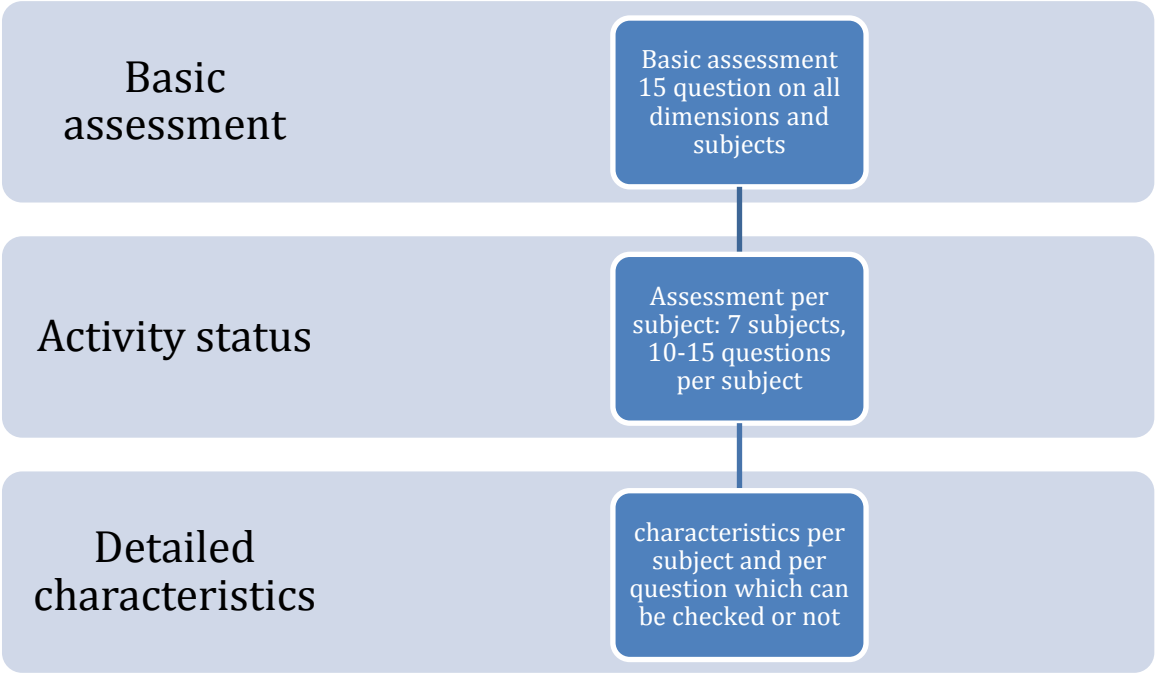 Basic
assessment
Basic assessment
15 question on all
dimensions and
subjects
Activity status
Assessment per
subject: 7 subjects,
10-15 questions
per subject
Detailed
characteristics
characteristics per
subject and per
question which can
be checked or not